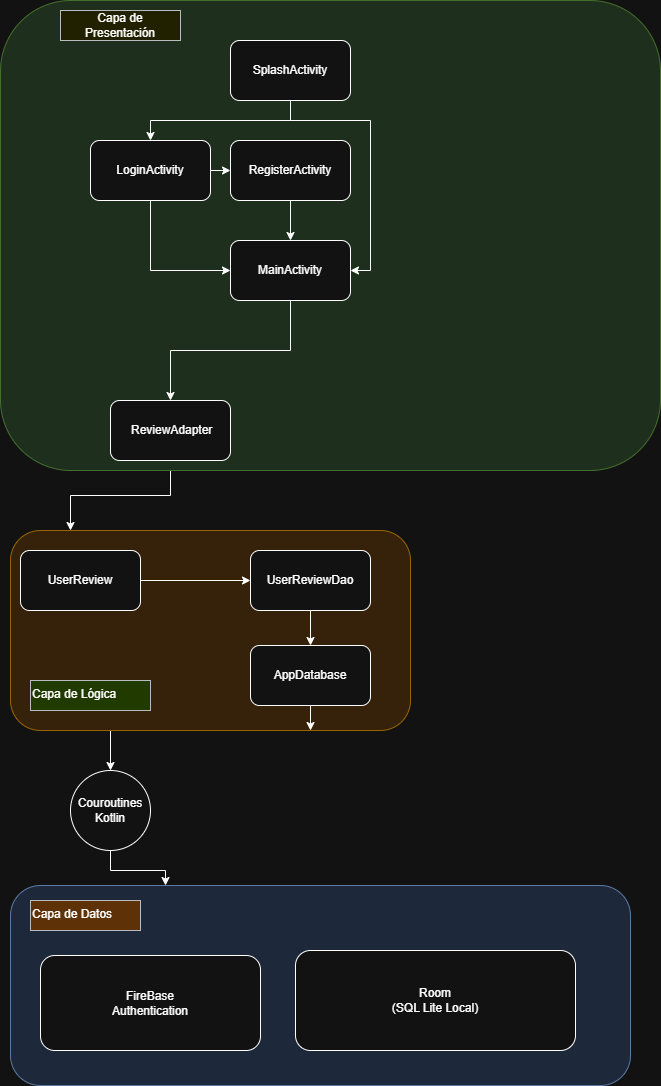 Capa de
Presentación
SplashActivity
LoginActivity
RegisterActivity
MainActivity
ReviewAdapter
UserReview
UserReviewDao
AppDatabase
Capa de Lógica
Couroutines
Kotlin
Capa de Datos
FireBase
Authentication
Room
(SQL Lite Local)